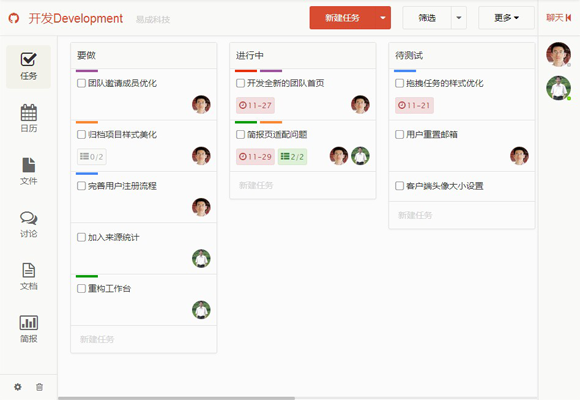 开发Development
易成科技
新建任务
筛选
更多
聊天
任务
日历
文件
讨论
文档
简报
要做
团队邀请成员优化
归档项目样式美化
0/2
完善用户注册流程
加入来源统计
重构工作台
新建任务
进行中
开发全新的团队首页
11-27
简报页适配问题
11-29
2/2
新建任务
待测试
拖拽任务的样式优化
11-21
用户重置邮箱
客户端头像大小设置
新建任务